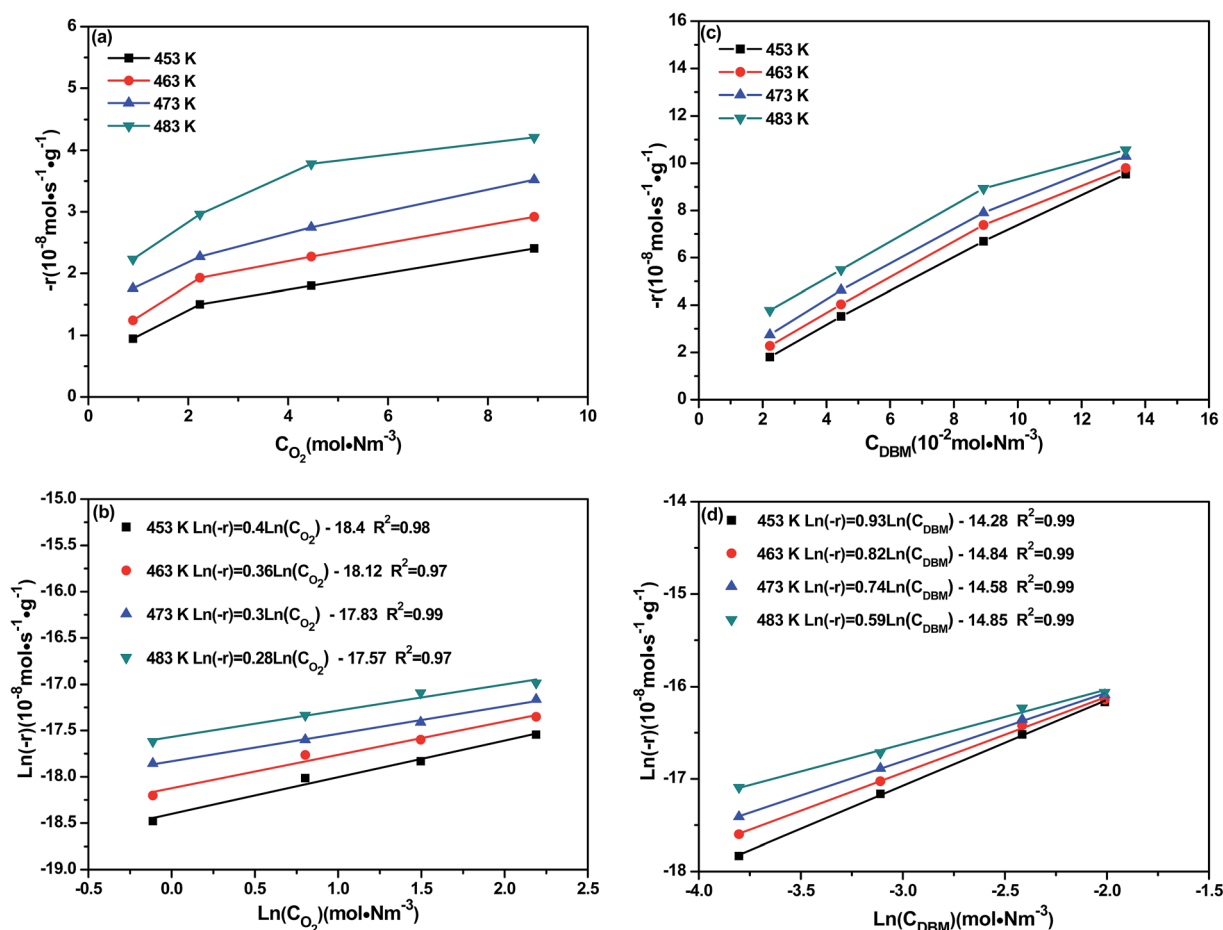 (a)
453 K
463 K
473 K
483 K
6
5
4
3
2
1
0
-r(10⁻⁸mol•s⁻¹•g⁻¹)
0 2 4 6 8 10
C_O₂(mol•Nm⁻³)
(c)
453 K
463 K
473 K
483 K
16
14
12
10
8
6
4
2
0
-r(10⁻⁸mol•s⁻¹•g⁻¹)
0 2 4 6 8 10 12 14 16
C_DBM(10⁻²mol•Nm⁻³)
(b)
453 K Ln(-r)=0.4Ln(C_O₂) - 18.4 R²=0.98
463 K Ln(-r)=0.36Ln(C_O₂) - 18.12 R²=0.97
473 K Ln(-r)=0.3Ln(C_O₂) - 17.83 R²=0.99
483 K Ln(-r)=0.28Ln(C_O₂) - 17.57 R²=0.97
-15.0
-15.5
-16.0
-16.5
-17.0
-17.5
-18.0
-18.5
-19.0
Ln(-r)(10⁻⁸mol•s⁻¹•g⁻¹)
-0.5 0.0 0.5 1.0 1.5 2.0 2.5
Ln(C_O₂)(mol•Nm⁻³)
(d)
453 K Ln(-r)=0.93Ln(C_DBM) - 14.28 R²=0.99
463 K Ln(-r)=0.82Ln(C_DBM) - 14.84 R²=0.99
473 K Ln(-r)=0.74Ln(C_DBM) - 14.58 R²=0.99
483 K Ln(-r)=0.59Ln(C_DBM) - 14.85 R²=0.99
-14
-15
-16
-17
-18
Ln(-r)(10⁻⁸mol•s⁻¹•g⁻¹)
-4.0 -3.5 -3.0 -2.5 -2.0 -1.5
Ln(C_DBM)(mol•Nm⁻³)